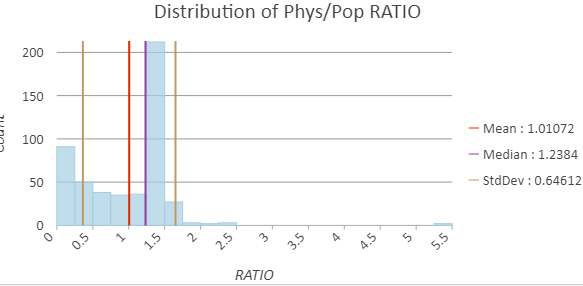 Distribution of Phys/Pop RATIO
200
150
100
50
0
Count
0
0.5
1
1.5
2
2.5
3
3.5
4
4.5
5
5.5
RATIO
Mean : 1.01072
Median : 1.2384
StdDev : 0.64612